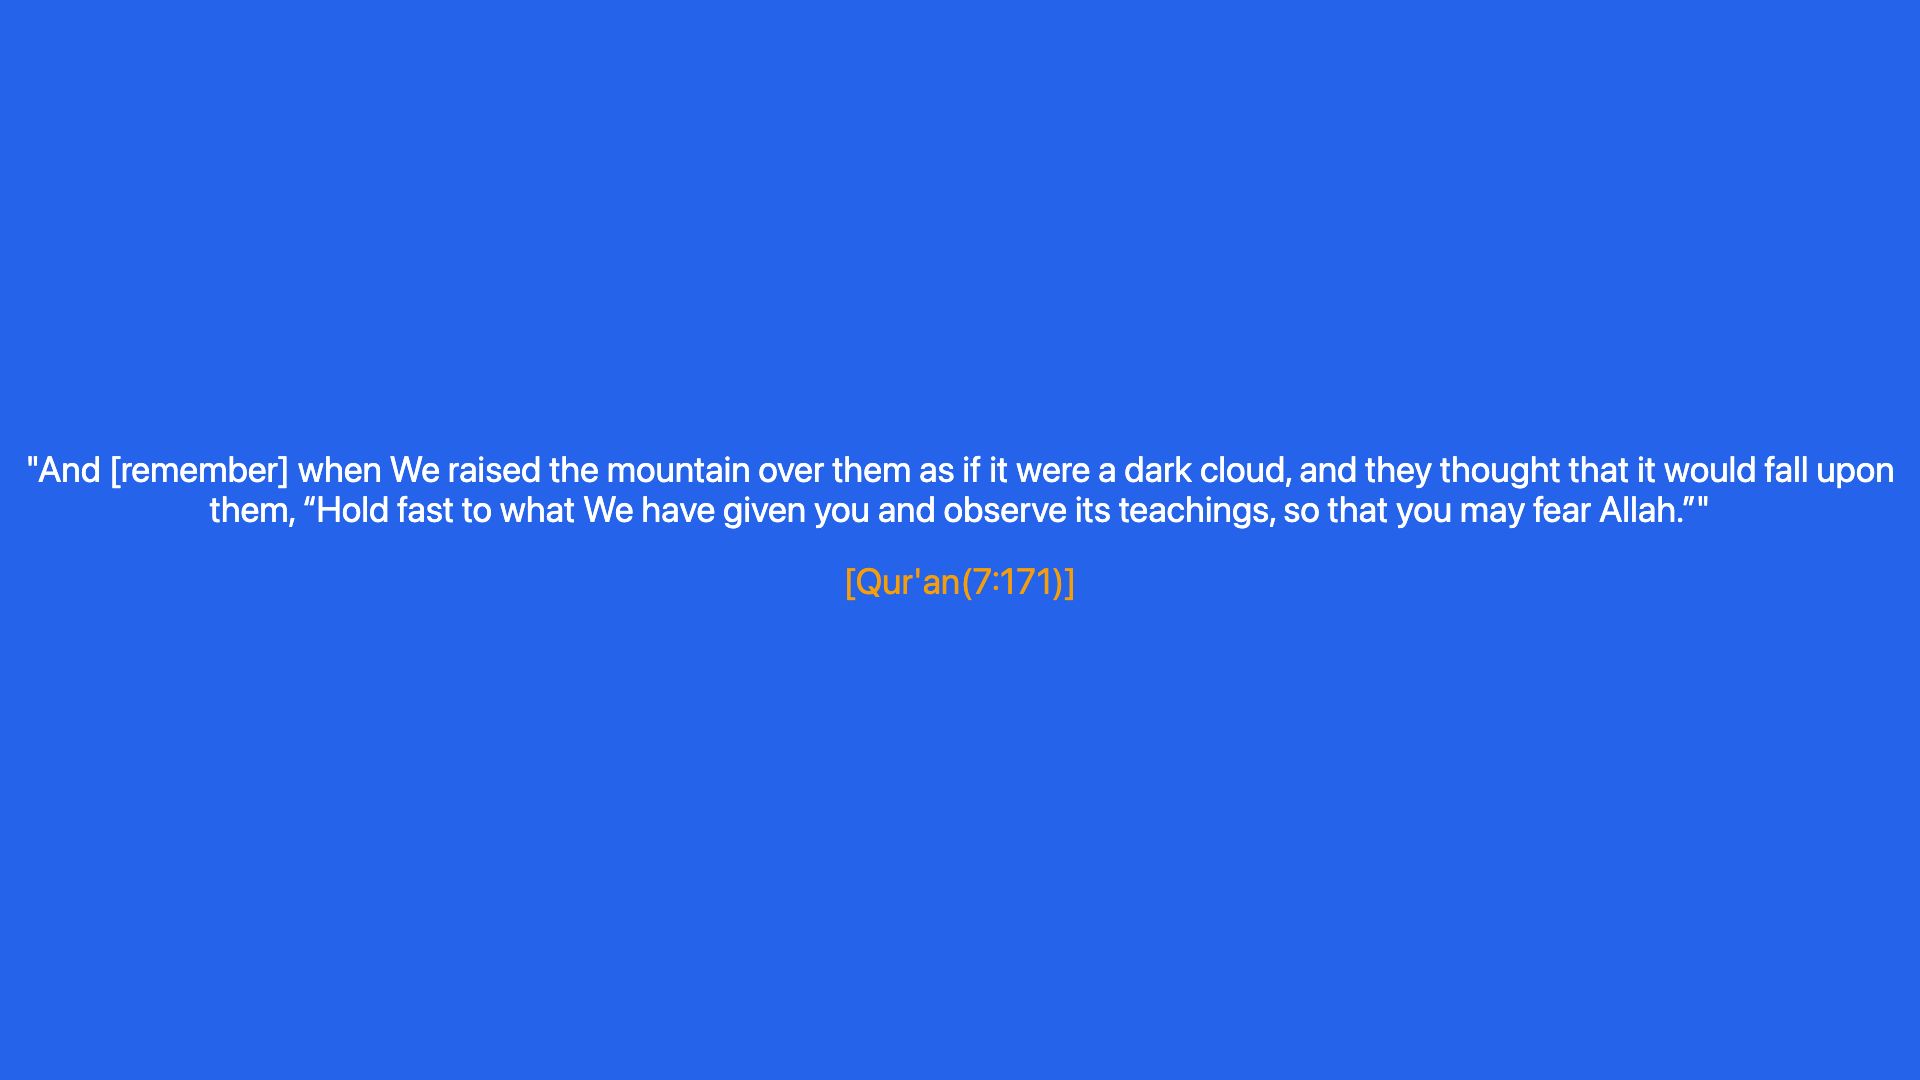 "And [remember] when We raised the mountain over them as if it were a dark cloud, and they thought that it would fall upon
them, “Hold fast to what We have given you and observe its teachings, so that you may fear Allah.”"
[Qur'an(7:171)]